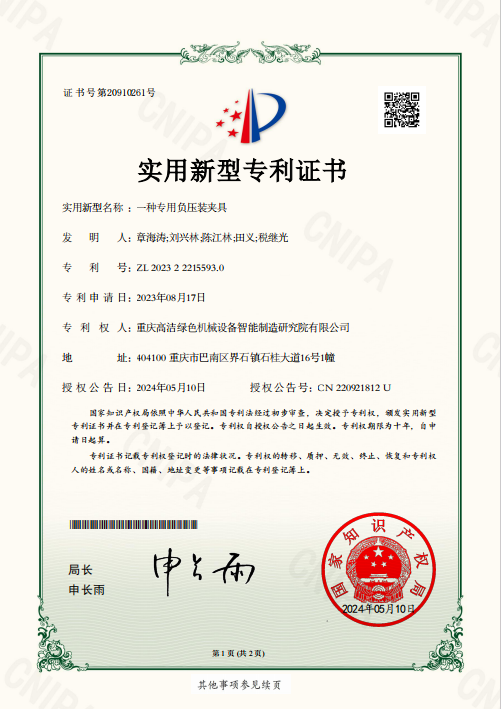 证书号第20910261号
实用新型专利证书
实用新型名称：一种专用负压装夹具
发明人：章海涛;刘兴林;陈江林;田义;税继光
专利号：ZL 2023 2 2215593.0
专利申请日：2023年08月17日
专利权人：重庆高洁绿色机械设备智能制造研究院有限公司
地址：404100 重庆市巴南区界石镇石桂大道16号1幢
授权公告日：2024年05月10日 授权公告号：CN 220921812 U
国家知识产权局依照中华人民共和国专利法经过初步审查，决定授予专利权，颁发实用新型
专利证书并在专利登记簿上予以登记。专利权自授权公告之日起生效。专利权期限为十年，自申
请日起算。
专利证书记载专利权登记时的法律状况。专利权的转移、质押、无效、终止、恢复和专利权
人的姓名或名称、国籍、地址变更等事项记载在专利登记簿上。
局长
申长雨
申长雨
国家知识产权局
2024年05月10日
第1页(共2页)
其他事项参见续页
CNIPA